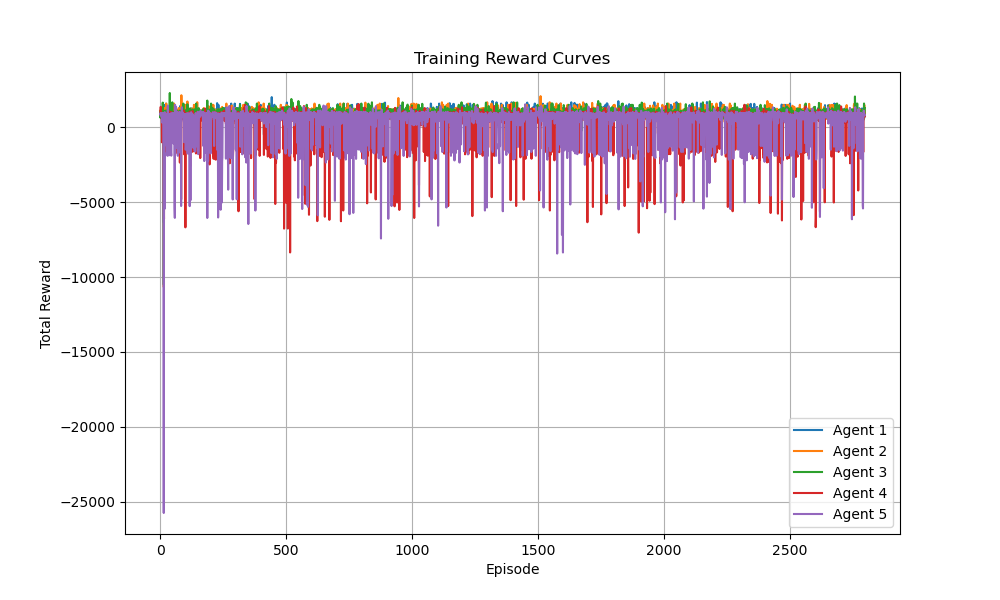 Training Reward Curves
0
−5000
−10000
−15000
−20000
−25000
Total Reward
0 500 1000 1500 2000 2500
Episode
Agent 1
Agent 2
Agent 3
Agent 4
Agent 5